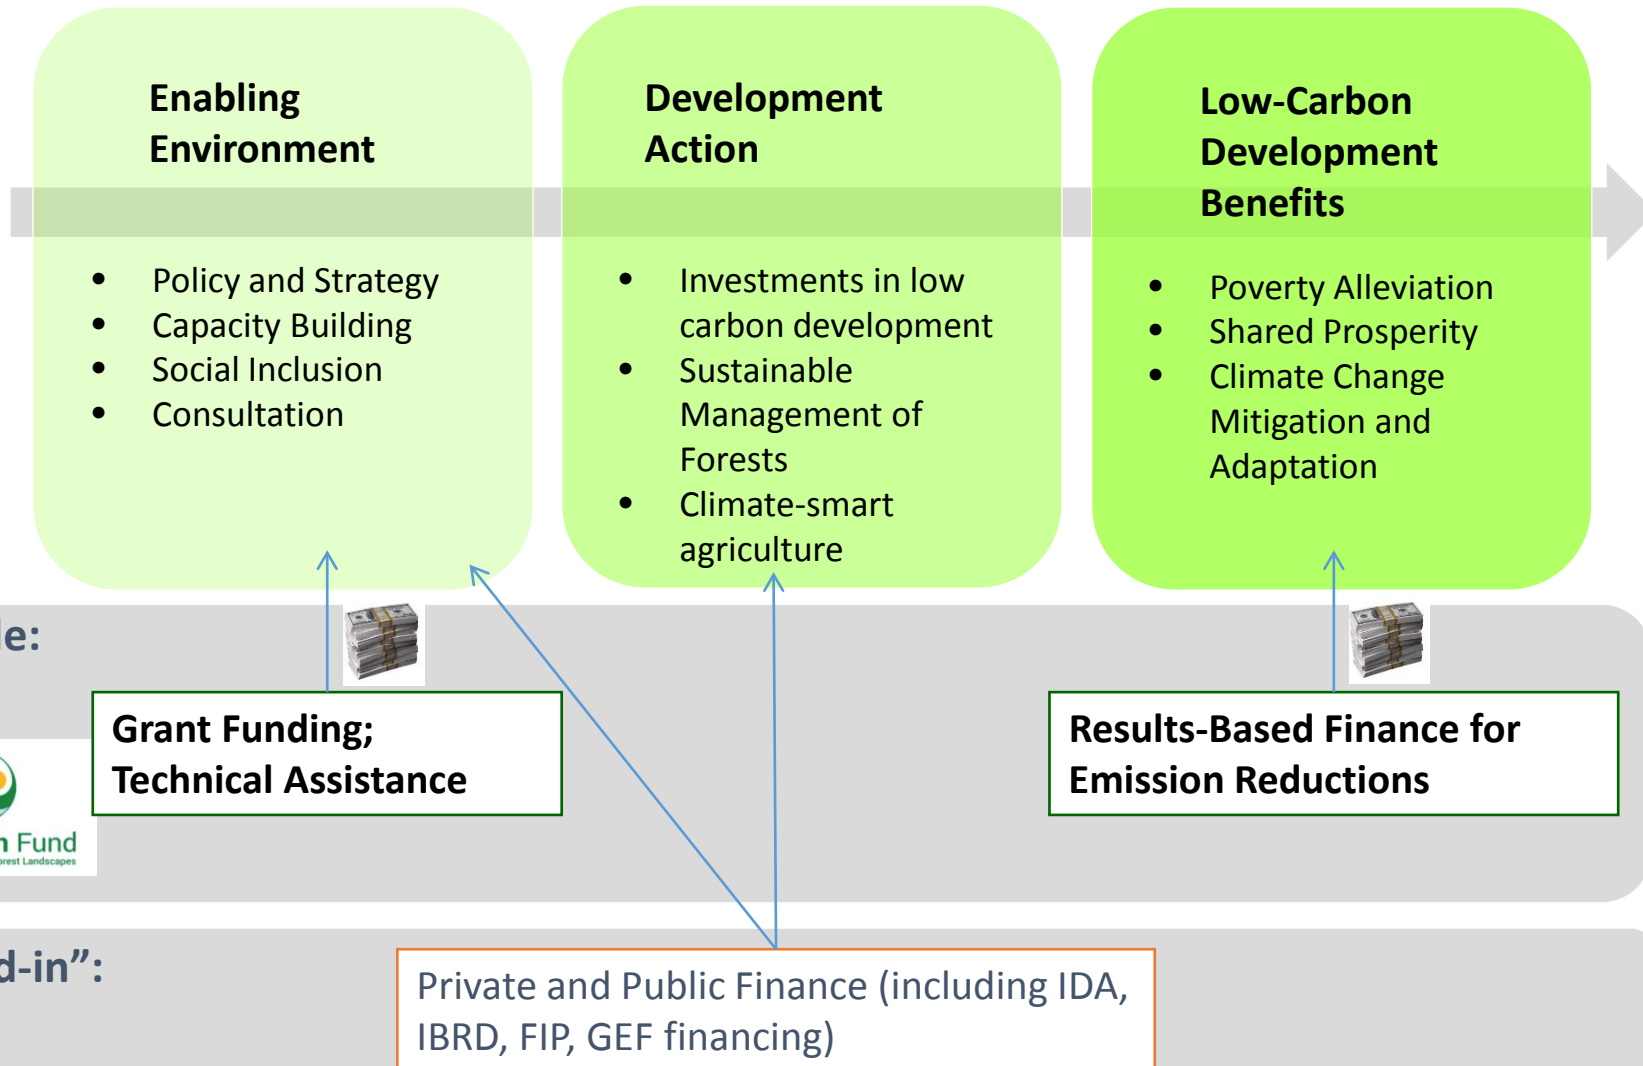 Enabling
Environment
• Policy and Strategy
• Capacity Building
• Social Inclusion
• Consultation
Development
Action
• Investments in low
carbon development
• Sustainable
Management of
Forests
• Climate-smart
agriculture
Low-Carbon
Development
Benefits
• Poverty Alleviation
• Shared Prosperity
• Climate Change
Mitigation and
Adaptation
le:
Grant Funding;
Technical Assistance
Results-Based Finance for
Emission Reductions
n Fund
orest Landscapes
d-in”:
Private and Public Finance (including IDA,
IBRD, FIP, GEF financing)